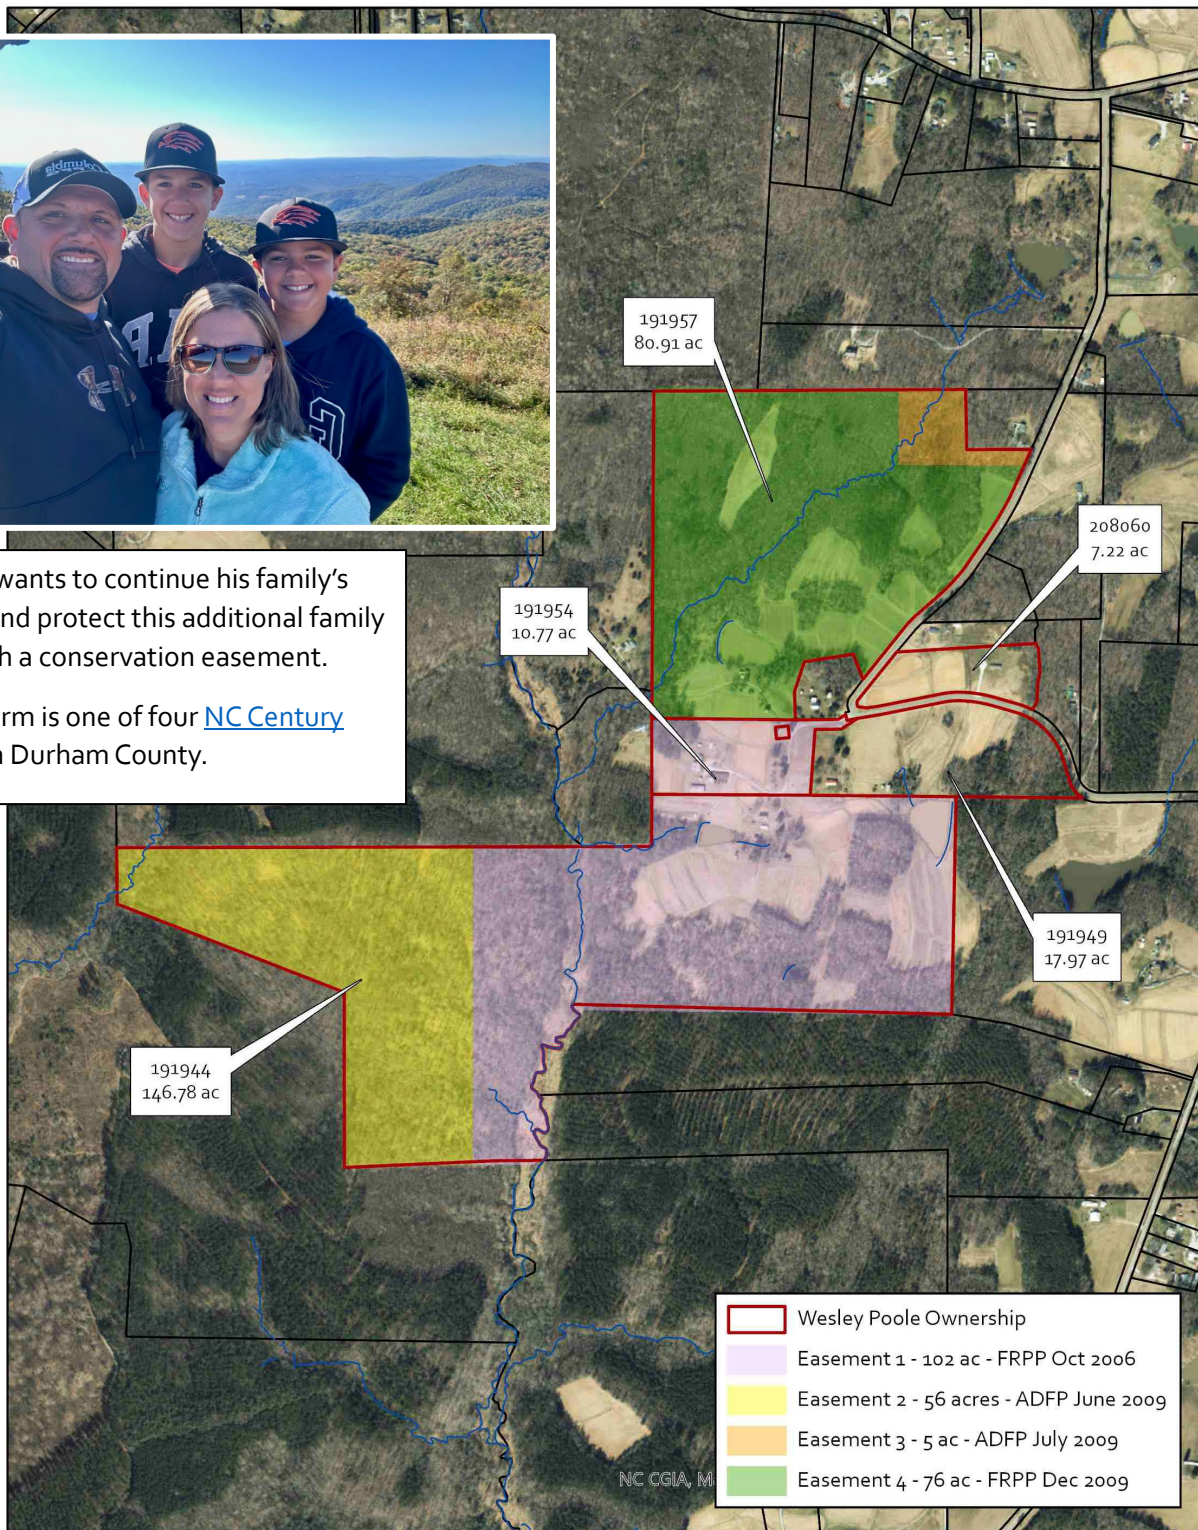 Columbia
191957
80.91 ac
208060
7.22 ac
wants to continue his family's
nd protect this additional family
h a conservation easement.
191954
10.77 ac
arm is one of four NC Century
n Durham County.
191949
17.97 ac
191944
146.78 ac
Wesley Poole Ownership
Easement 1 - 102 ac - FRPP Oct 2006
Easement 2 - 56 acres - ADFP June 2009
Easement 3 - 5 ac - ADFP July 2009
Easement 4 - 76 ac - FRPP Dec 2009
NC CGIA, M